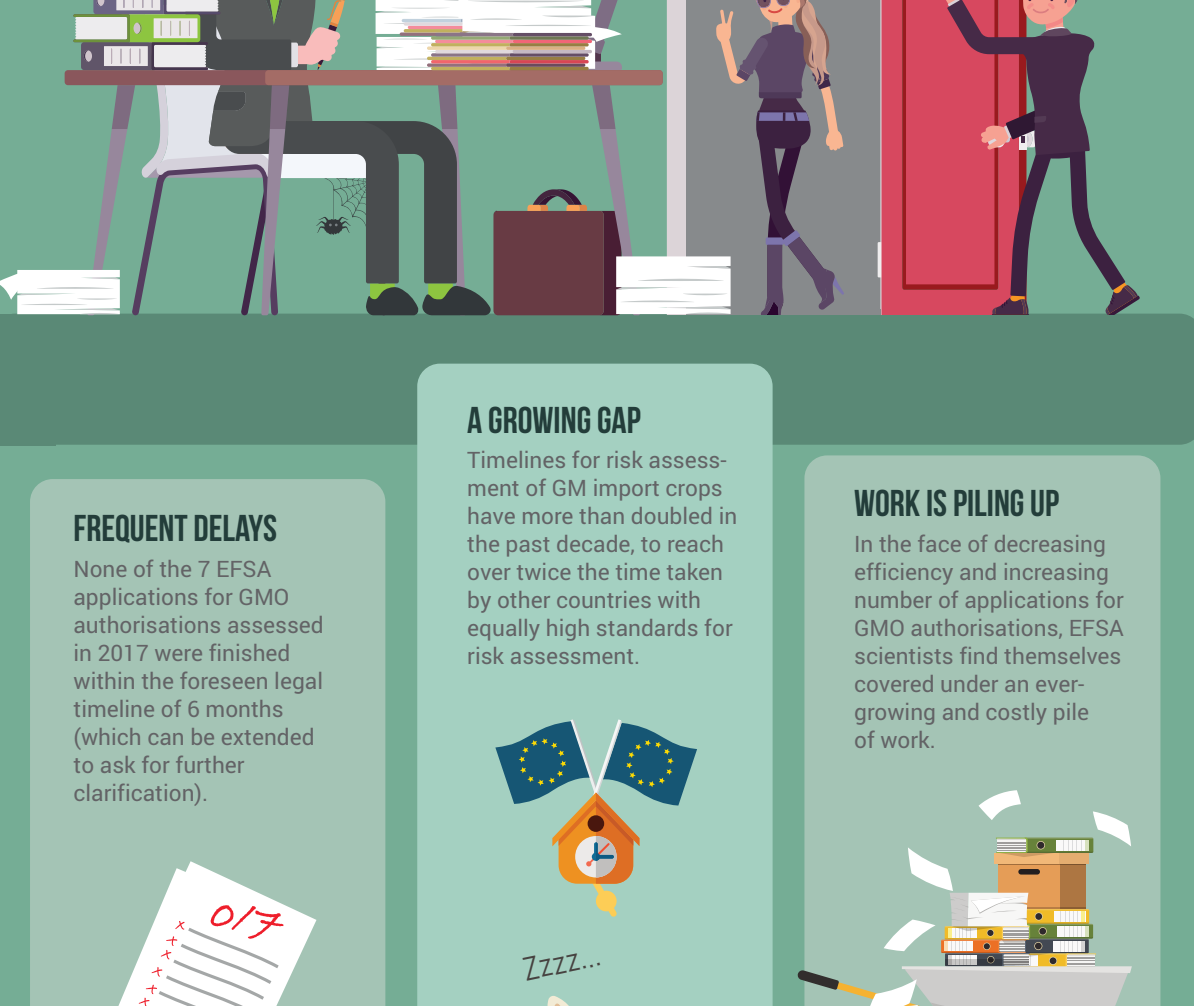 FREQUENT DELAYS
None of the 7 EFSA
applications for GMO
authorisations assessed
in 2017 were finished
within the foreseen legal
timeline of 6 months
(which can be extended
to ask for further
clarification).
0/7
x
x
x
x
x
x
A GROWING GAP
Timelines for risk assess-
ment of GM import crops
have more than doubled in
the past decade, to reach
over twice the time taken
by other countries with
equally high standards for
risk assessment.
Zzzz...
WORK IS PILING UP
In the face of decreasing
efficiency and increasing
number of applications for
GMO authorisations, EFSA
scientists find themselves
covered under an ever-
growing and costly pile
of work.